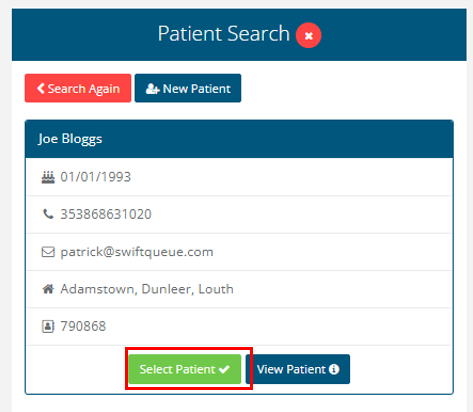 Patient Search
Search Again New Patient
Joe Bloggs
01/01/1993
353868631020
patrick@swiftqueue.com
Adamstown, Dunleer, Louth
790868
Select Patient View Patient